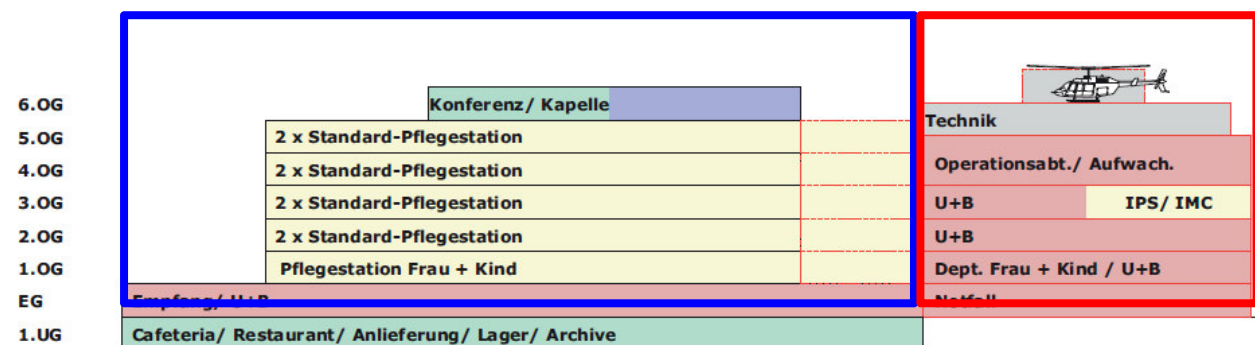 6.OG Konferenz/ Kapelle
Technik
5.OG 2 x Standard-Pflegestation
4.OG 2 x Standard-Pflegestation Operationsabt./ Aufwach.
3.OG 2 x Standard-Pflegestation U+B IPS/ IMC
2.OG 2 x Standard-Pflegestation U+B
1.OG Pflegestation Frau + Kind Dept. Frau + Kind / U+B
EG Empfang/ U+B Notfall
1.UG Cafeteria/ Restaurant/ Anlieferung/ Lager/ Archive